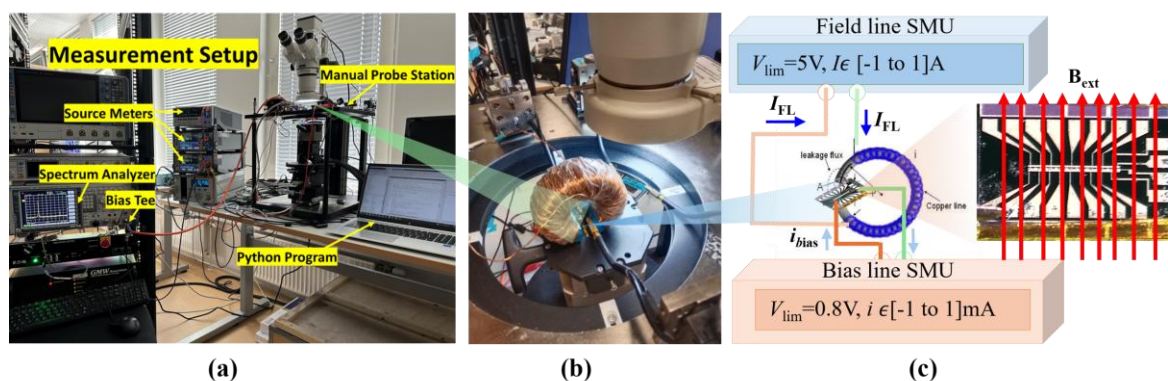 Measurement Setup
Manual Probe Station
Source Meters
Spectrum Analyzer
Bias Tee
Python Program
GMW
(a)
(b)
Field line SMU
V_lim=5V, Iϵ [-1 to 1]A
I_FL
I_FL
B_ext
leakage flux
i
A
Copper line
i_bias
Bias line SMU
V_lim=0.8V, i ϵ[-1 to 1]mA
(c)